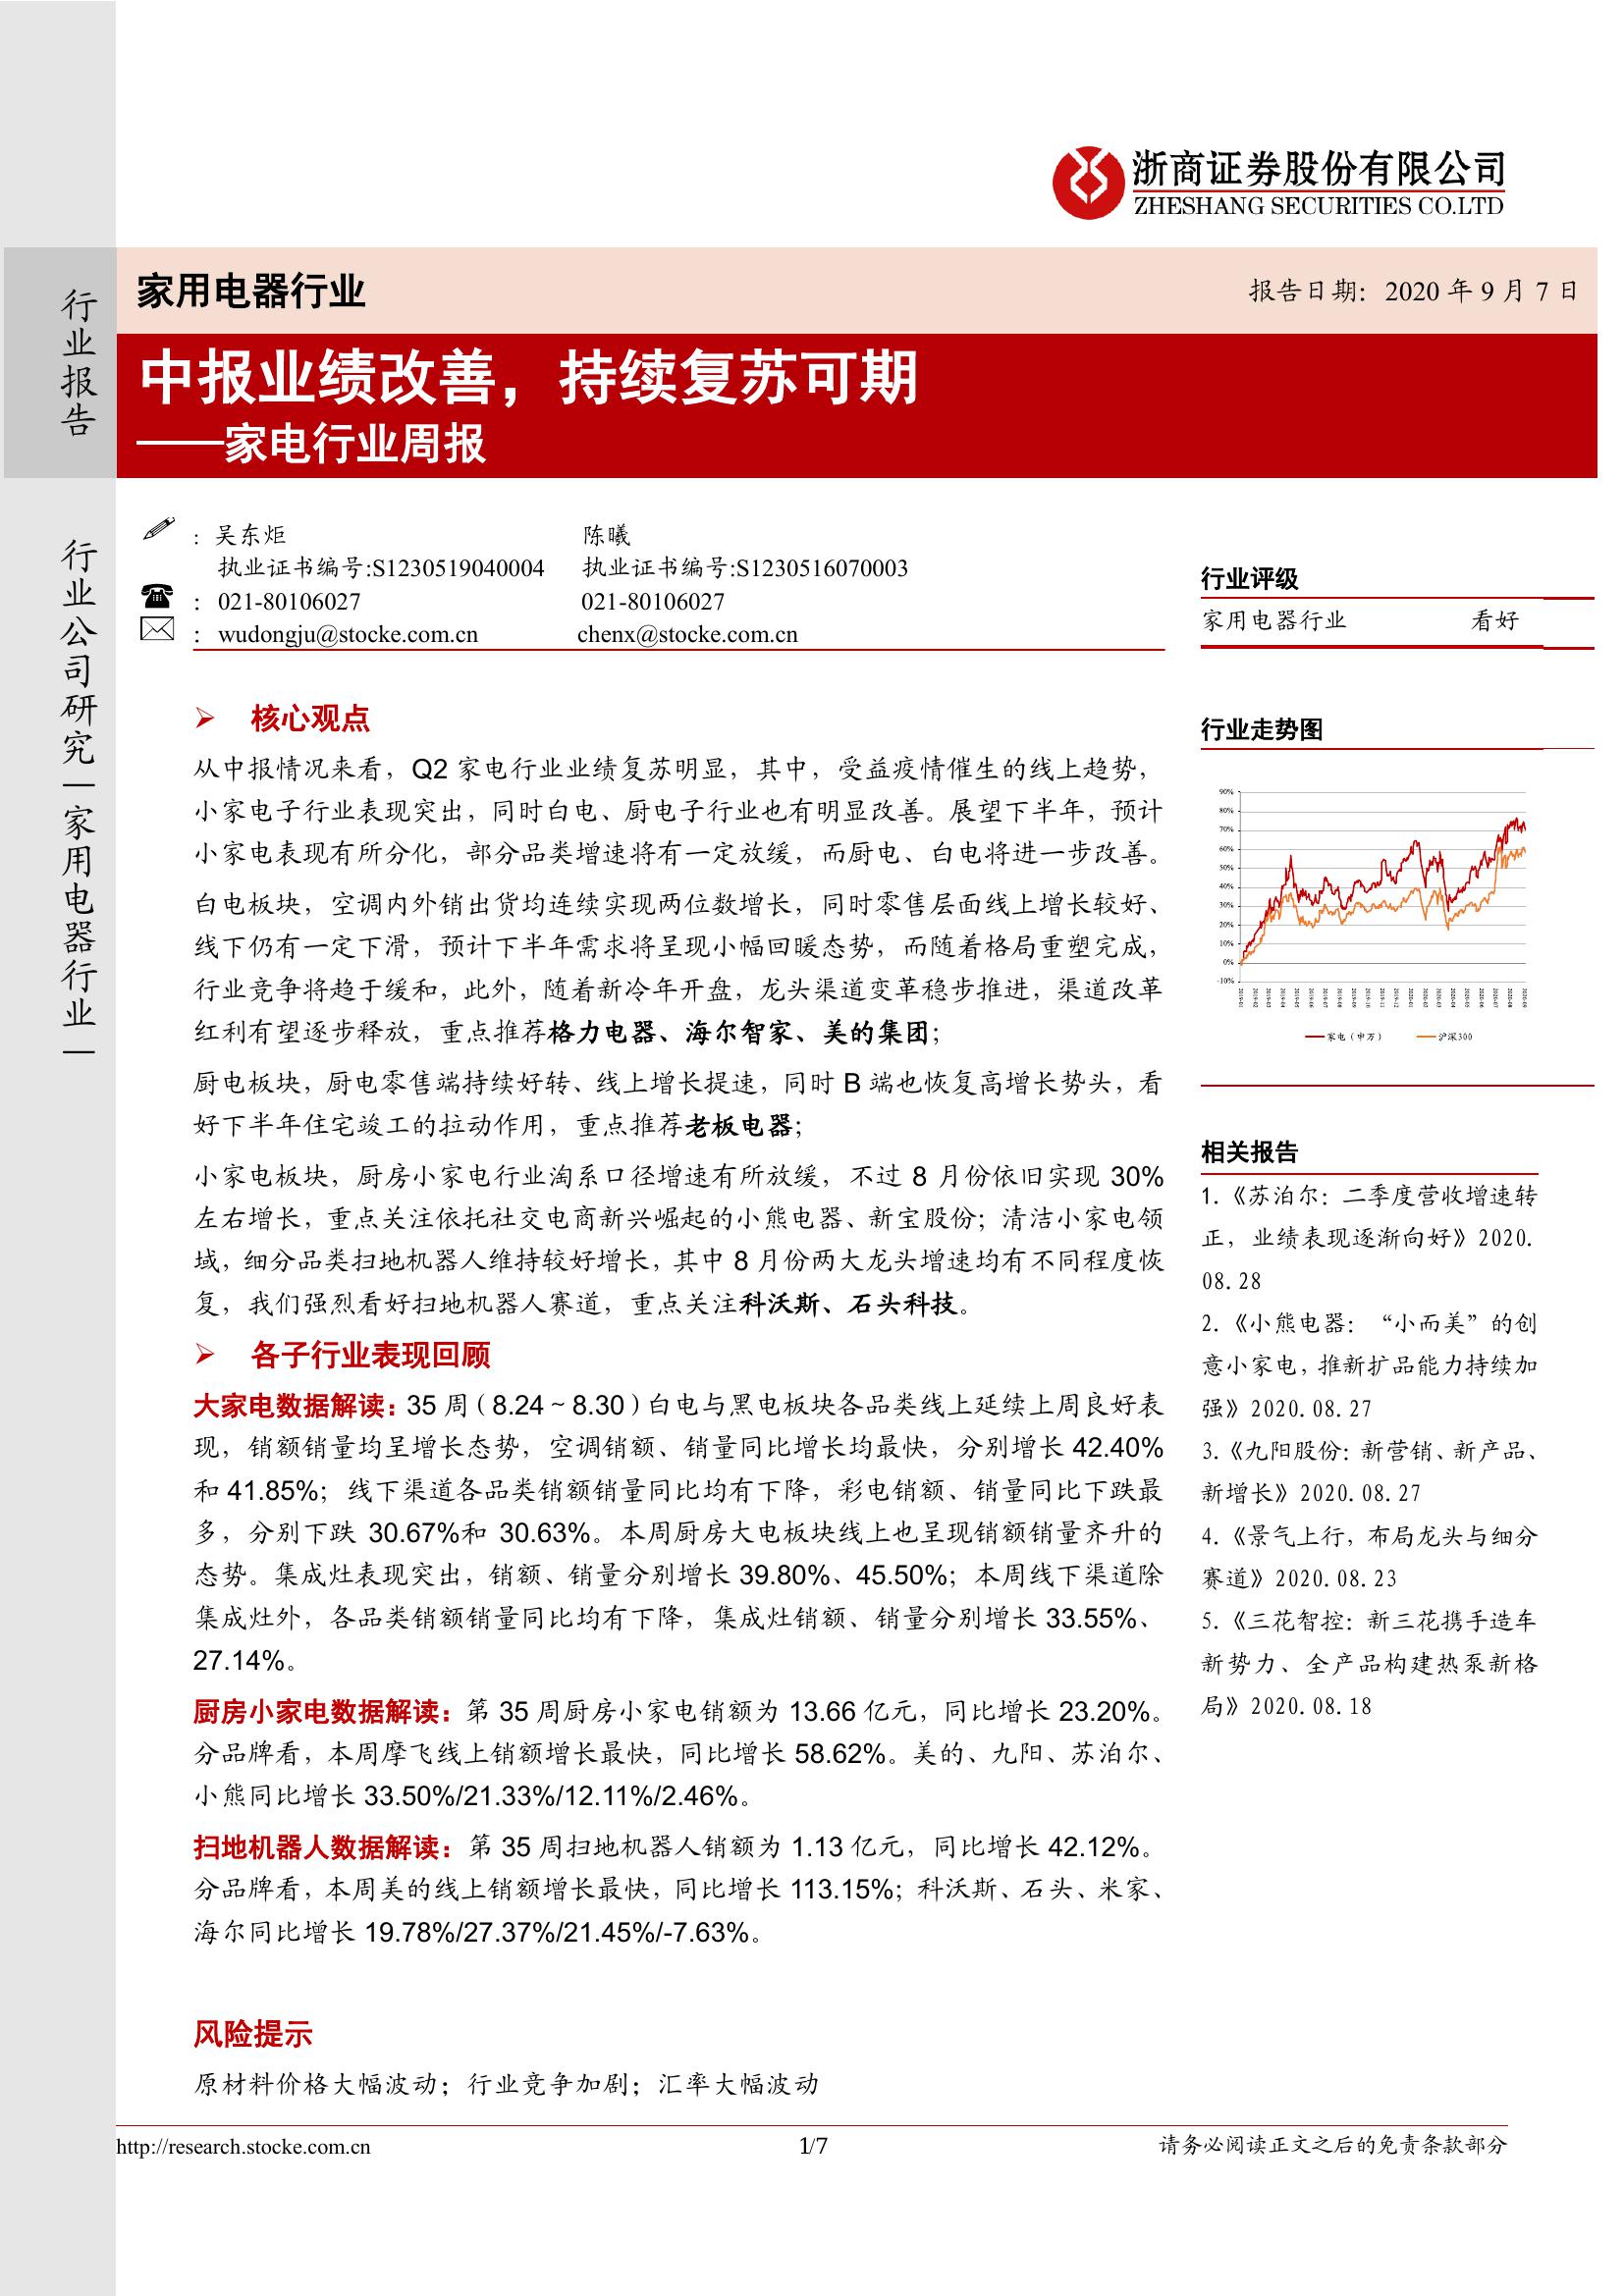 浙商证券股份有限公司
ZHESHANG SECURITIES CO.LTD
行业报告
行业公司研究|家用电器行业|
家用电器行业
报告日期：2020 年 9 月 7 日
中报业绩改善，持续复苏可期
——家电行业周报
：吴东炬 陈曦
执业证书编号:S1230519040004 执业证书编号:S1230516070003
： 021-80106027 021-80106027
： wudongju@stocke.com.cn chenx@stocke.com.cn
核心观点
从中报情况来看，Q2 家电行业业绩复苏明显，其中，受益疫情催生的线上趋势，
小家电子行业表现突出，同时白电、厨电子行业也有明显改善。展望下半年，预计
小家电表现有所分化，部分品类增速将有一定放缓，而厨电、白电将进一步改善。
白电板块，空调内外销出货均连续实现两位数增长，同时零售层面线上增长较好、
线下仍有一定下滑，预计下半年需求将呈现小幅回暖态势，而随着格局重塑完成，
行业竞争将趋于缓和，此外，随着新冷年开盘，龙头渠道变革稳步推进，渠道改革
红利有望逐步释放，重点推荐格力电器、海尔智家、美的集团；
厨电板块，厨电零售端持续好转、线上增长提速，同时 B 端也恢复高增长势头，看
好下半年住宅竣工的拉动作用，重点推荐老板电器；
小家电板块，厨房小家电行业淘系口径增速有所放缓，不过 8 月份依旧实现 30%
左右增长，重点关注依托社交电商新兴崛起的小熊电器、新宝股份；清洁小家电领
域，细分品类扫地机器人维持较好增长，其中 8 月份两大龙头增速均有不同程度恢
复，我们强烈看好扫地机器人赛道，重点关注科沃斯、石头科技。
各子行业表现回顾
大家电数据解读：35 周（8.24～8.30）白电与黑电板块各品类线上延续上周良好表
现，销额销量均呈增长态势，空调销额、销量同比增长均最快，分别增长 42.40%
和 41.85%；线下渠道各品类销额销量同比均有下降，彩电销额、销量同比下跌最
多，分别下跌 30.67%和 30.63%。本周厨房大电板块线上也呈现销额销量齐升的
态势。集成灶表现突出，销额、销量分别增长 39.80%、45.50%；本周线下渠道除
集成灶外，各品类销额销量同比均有下降，集成灶销额、销量分别增长 33.55%、
27.14%。
厨房小家电数据解读：第 35 周厨房小家电销额为 13.66 亿元，同比增长 23.20%。
分品牌看，本周摩飞线上销额增长最快，同比增长 58.62%。美的、九阳、苏泊尔、
小熊同比增长 33.50%/21.33%/12.11%/2.46%。
扫地机器人数据解读：第 35 周扫地机器人销额为 1.13 亿元，同比增长 42.12%。
分品牌看，本周美的线上销额增长最快，同比增长 113.15%；科沃斯、石头、米家、
海尔同比增长 19.78%/27.37%/21.45%/-7.63%。
风险提示
原材料价格大幅波动；行业竞争加剧；汇率大幅波动
行业评级
家用电器行业 看好
行业走势图
90%
80%
70%
60%
50%
40%
30%
20%
10%
0%
-10%
2019-01 2019-02 2019-03 2019-04 2019-05 2019-06 2019-07 2019-08 2019-09 2019-10 2019-11 2019-12 2020-01 2020-02 2020-03 2020-04 2020-05 2020-06 2020-07 2020-08 2020-09
家电（申万） 沪深300
相关报告
1.《苏泊尔：二季度营收增速转
正，业绩表现逐渐向好》2020.
08.28
2.《小熊电器：“小而美”的创
意小家电，推新扩品能力持续加
强》2020.08.27
3.《九阳股份：新营销、新产品、
新增长》2020.08.27
4.《景气上行，布局龙头与细分
赛道》2020.08.23
5.《三花智控：新三花携手造车
新势力、全产品构建热泵新格
局》2020.08.18
http://research.stocke.com.cn 1/7 请务必阅读正文之后的免责条款部分